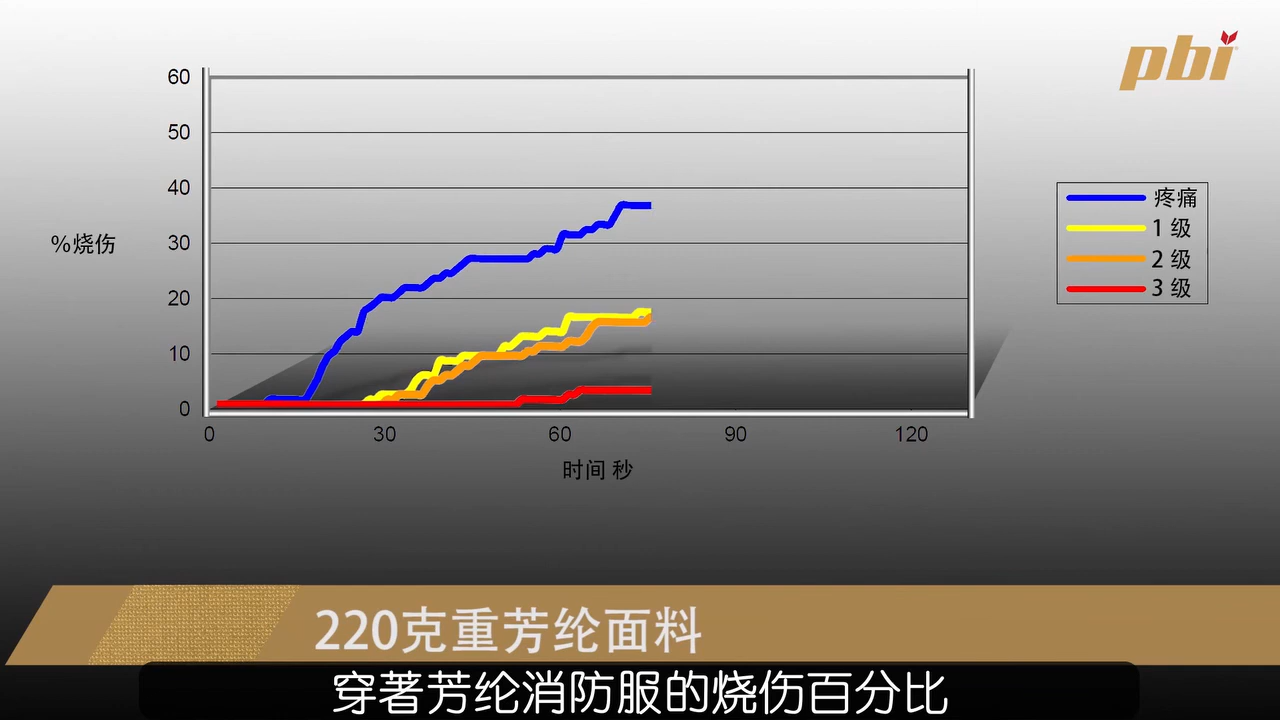 pbi
60
50
40
30
20
10
0
%烧伤
0 30 60 90 120
时间 秒
疼痛
1 级
2 级
3 级
220克重芳纶面料
穿著芳纶消防服的烧伤百分比